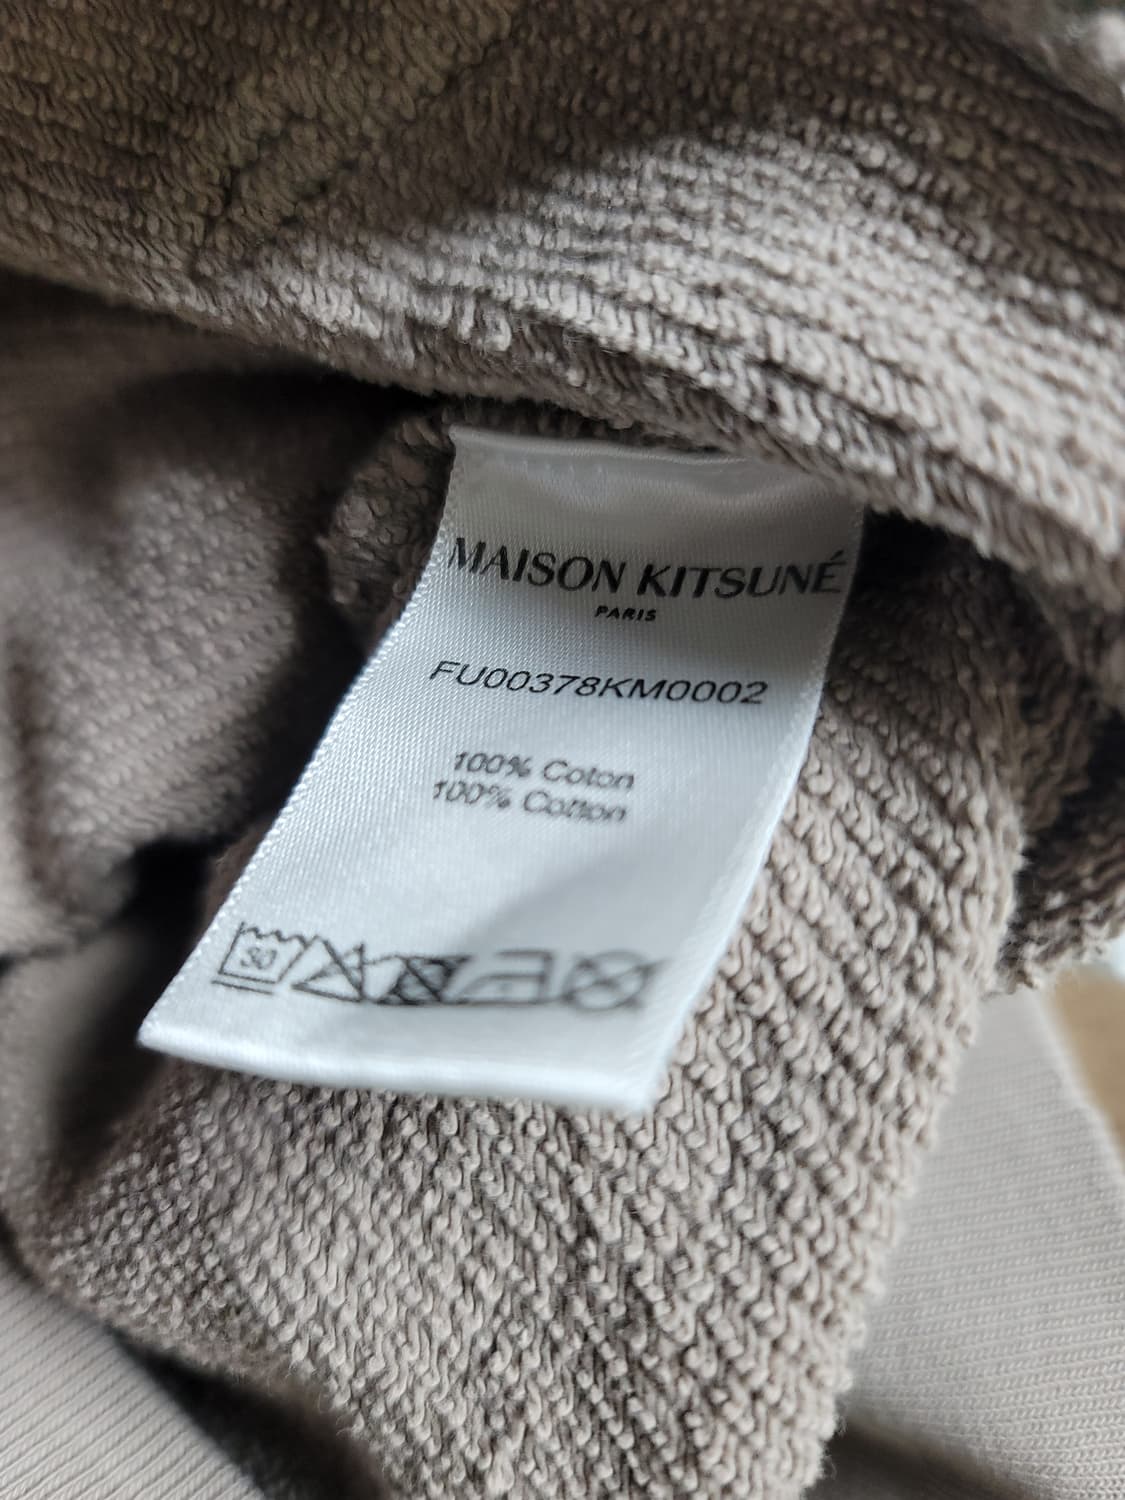 MAISON KITSUNÉ
PARIS
FU00378KM0002
100% Coton
100% Cotton
30